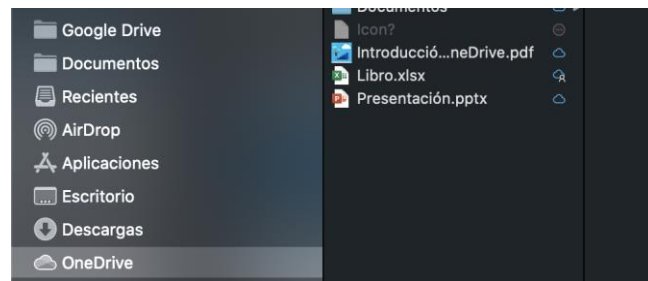 Google Drive
Documentos
Recientes
AirDrop
Aplicaciones
Escritorio
Descargas
OneDrive
Documentos
Icon?
Introducció...neDrive.pdf
Libro.xlsx
Presentación.pptx